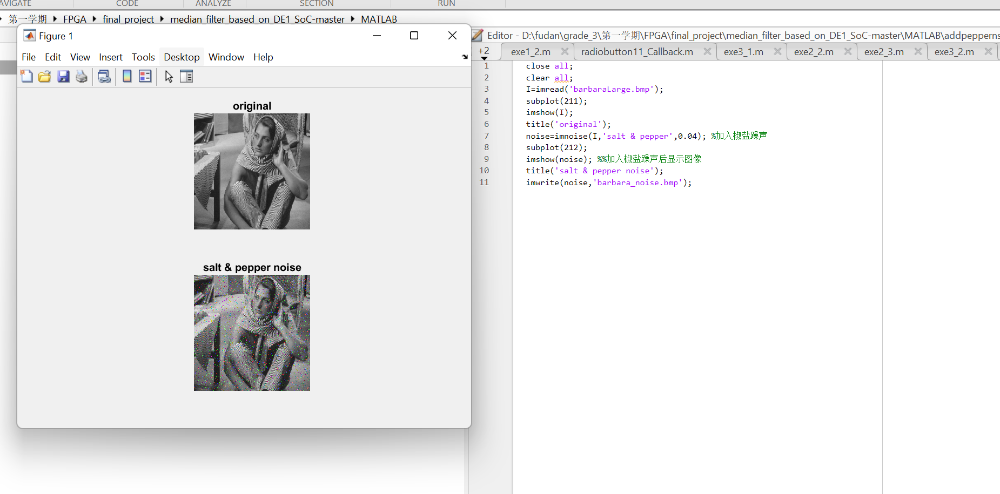 AVIGATE CODE ANALYZE SECTION RUN
第一学期 FPGA final_project median_filter_based_on_DE1_SoC-master MATLAB
Figure 1
File Edit View Insert Tools Desktop Window Help
original
salt & pepper noise
Editor - D:\fudan\grade_3\第一学期\FPGA\final_project\median_filter_based_on_DE1_SoC-master\MATLAB\addpepperns
+2 exe1_2.m radiobutton11_Callback.m exe3_1.m exe2_2.m exe2_3.m exe3_2.m
1 close all;
2 clear all;
3 I=imread('barbaraLarge.bmp');
4 subplot(211);
5 imshow(I);
6 title('original');
7 noise=imnoise(I,'salt & pepper',0.04); %加入椒盐躁声
8 subplot(212);
9 imshow(noise); %%加入椒盐躁声后显示图像
10 title('salt & pepper noise');
11 imwrite(noise,'barbara_noise.bmp');